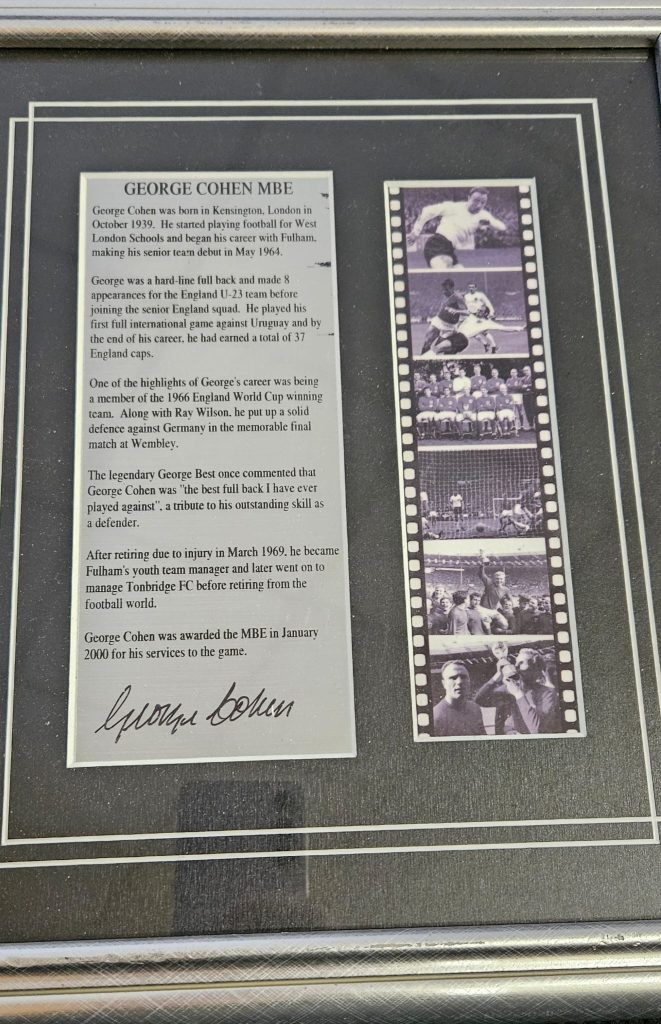 GEORGE COHEN MBE
George Cohen was born in Kensington, London in
October 1939. He started playing football for West
London Schools and began his career with Fulham,
making his senior team debut in May 1964.
George was a hard-line full back and made 8
appearances for the England U-23 team before
joining the senior England squad. He played his
first full international game against Uruguay and by
the end of his career, he had earned a total of 37
England caps.
One of the highlights of George's career was being
a member of the 1966 England World Cup winning
team. Along with Ray Wilson, he put up a solid
defence against Germany in the memorable final
match at Wembley.
The legendary George Best once commented that
George Cohen was "the best full back I have ever
played against", a tribute to his outstanding skill as
a defender.
After retiring due to injury in March 1969, he became
Fulham's youth team manager and later went on to
manage Tonbridge FC before retiring from the
football world.
George Cohen was awarded the MBE in January
2000 for his services to the game.
George Cohen